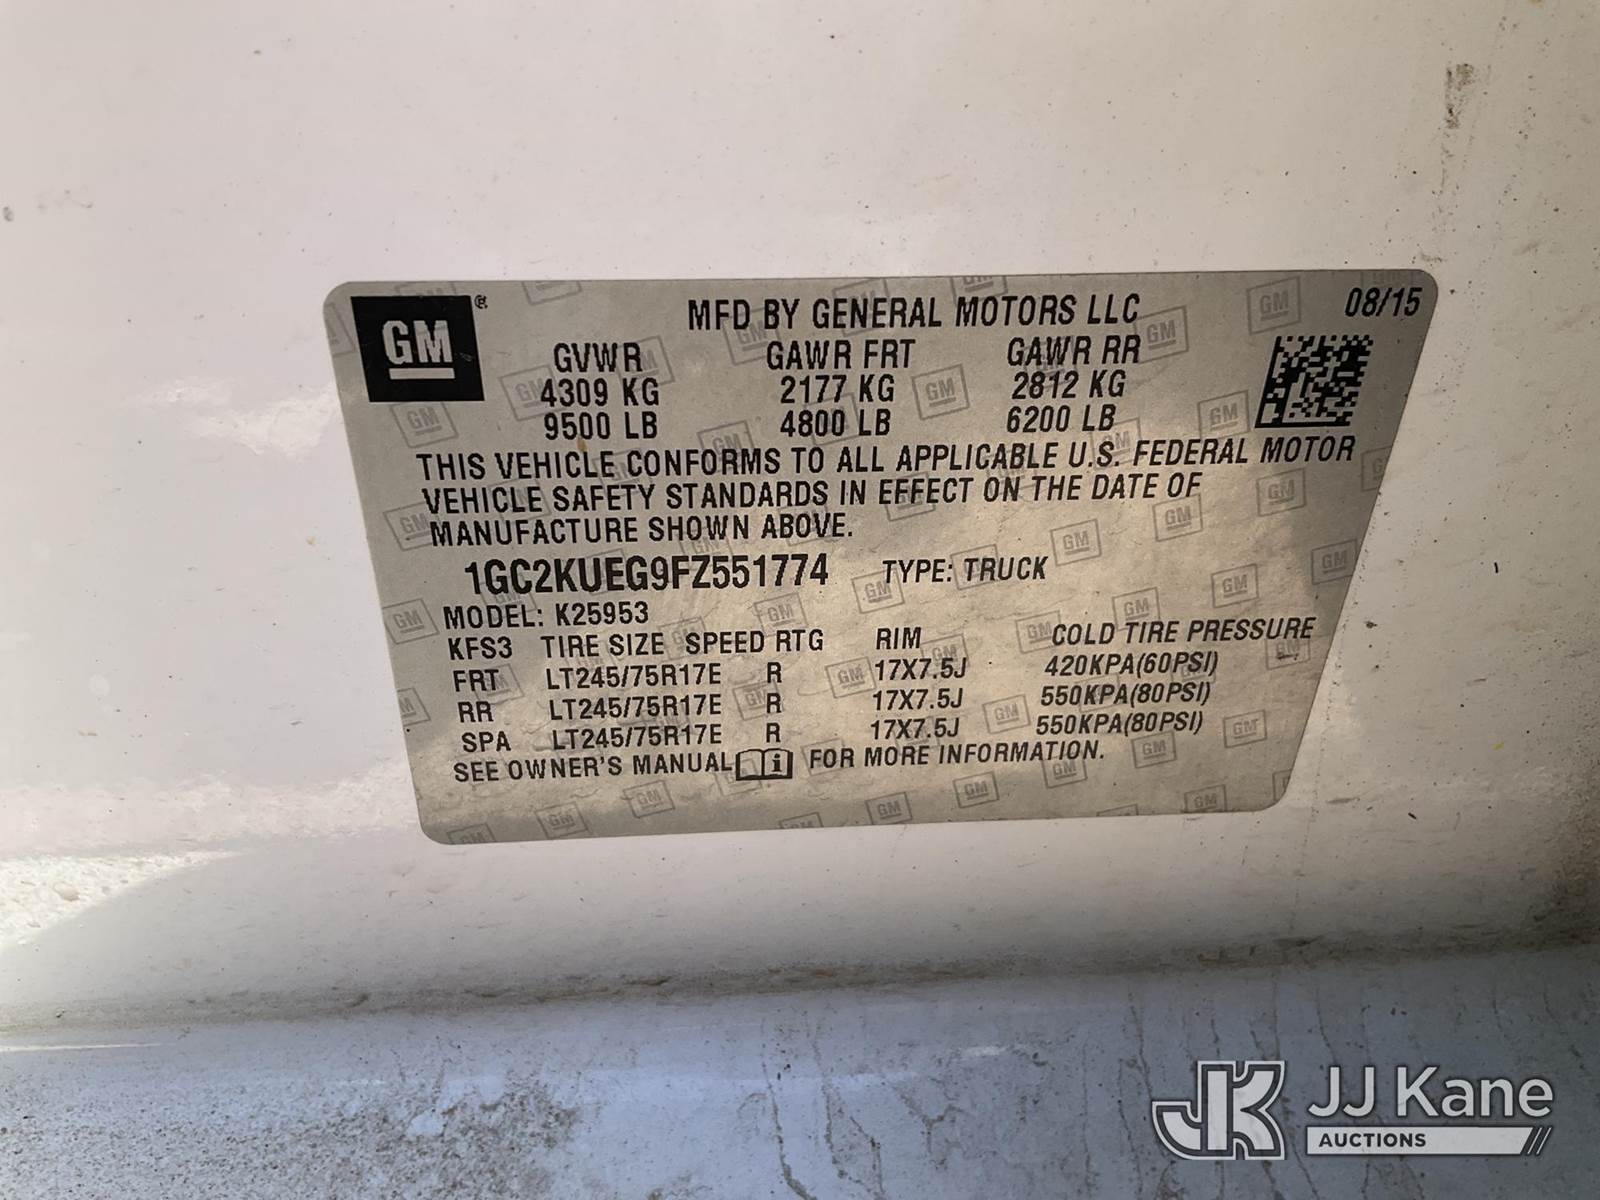 GM ®
MFD BY GENERAL MOTORS LLC 08/15
GVWR GAWR FRT GAWR RR
4309 KG 2177 KG 2812 KG
9500 LB 4800 LB 6200 LB
THIS VEHICLE CONFORMS TO ALL APPLICABLE U.S. FEDERAL MOTOR
VEHICLE SAFETY STANDARDS IN EFFECT ON THE DATE OF
MANUFACTURE SHOWN ABOVE.
1GC2KUEG9FZ551774 TYPE: TRUCK
MODEL: K25953
KFS3 TIRE SIZE SPEED RTG RIM COLD TIRE PRESSURE
FRT LT245/75R17E R 17X7.5J 420KPA(60PSI)
RR LT245/75R17E R 17X7.5J 550KPA(80PSI)
SPA LT245/75R17E R 17X7.5J 550KPA(80PSI)
SEE OWNER'S MANUAL i FOR MORE INFORMATION.
JK JJ Kane
AUCTIONS